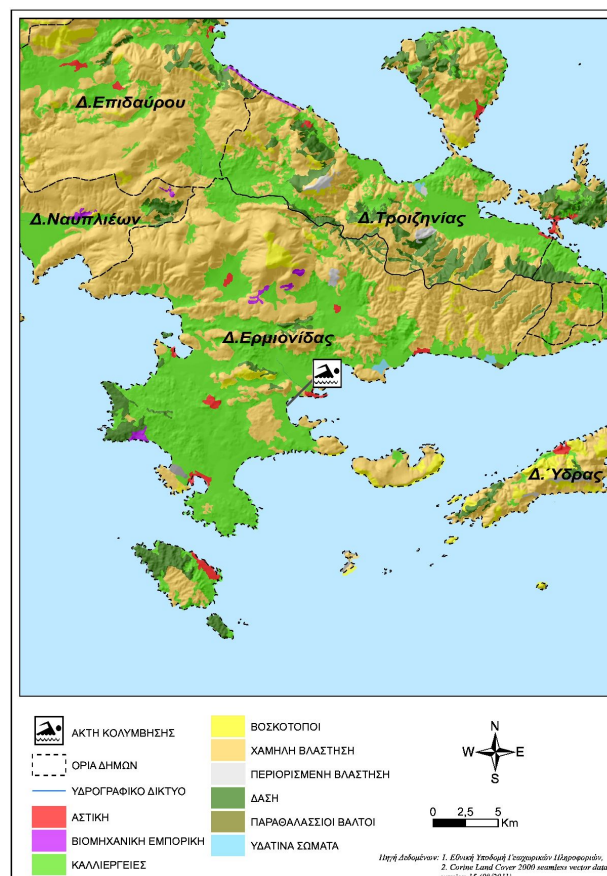 Δ.Επιδαύρου
Δ.Ναυπλιέων
Δ.Τροιζηνίας
Δ.Ερμιονίδας
Δ. Ύδρας
ΑΚΤΗ ΚΟΛΥΜΒΗΣΗΣ
ΟΡΙΑ ΔΗΜΩΝ
ΥΔΡΟΓΡΑΦΙΚΟ ΔΙΚΤΥΟ
ΑΣΤΙΚΗ
ΒΙΟΜΗΧΑΝΙΚΗ ΕΜΠΟΡΙΚΗ
ΚΑΛΛΙΕΡΓΕΙΕΣ
ΒΟΣΚΟΤΟΠΟΙ
ΧΑΜΗΛΗ ΒΛΑΣΤΗΣΗ
ΠΕΡΙΟΡΙΣΜΕΝΗ ΒΛΑΣΤΗΣΗ
ΔΑΣΗ
ΠΑΡΑΘΑΛΑΣΣΙΟΙ ΒΑΛΤΟΙ
ΥΔΑΤΙΝΑ ΣΩΜΑΤΑ
N
W E
S
0 2,5 5
Km
Πηγή Δεδομένων: 1. Εθνική Υποδομή Γεωχωρικών Πληροφοριών,
2. Corine Land Cover 2000 seamless vector data